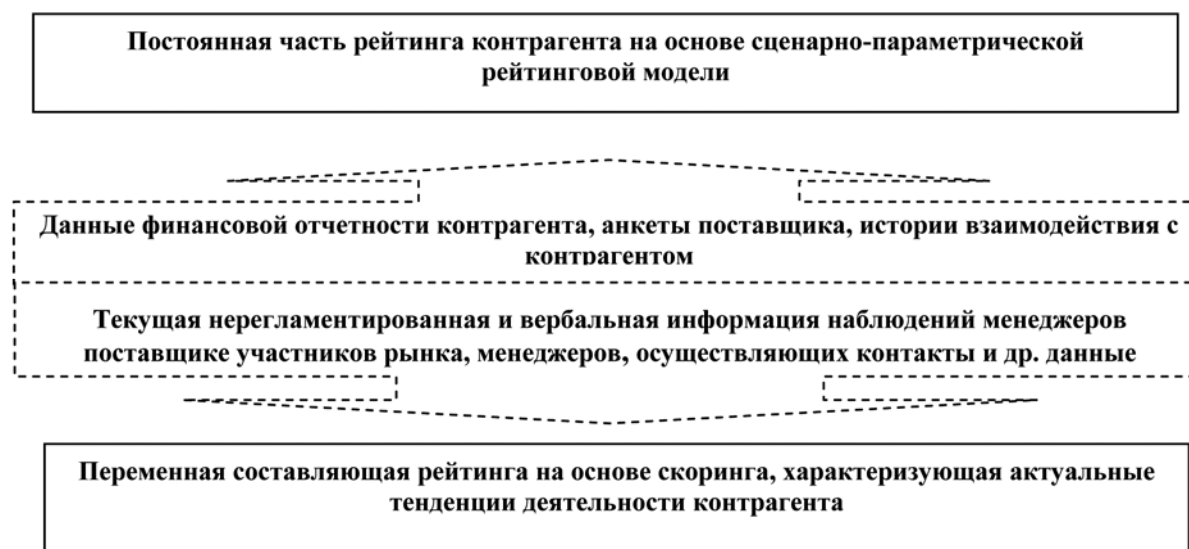 Постоянная часть рейтинга контрагента на основе сценарно-параметрической
рейтинговой модели
Данные финансовой отчетности контрагента, анкеты поставщика, истории взаимодействия с
контрагентом
Текущая нерегламентированная и вербальная информация наблюдений менеджеров
поставщике участников рынка, менеджеров, осуществляющих контакты и др. данные
Переменная составляющая рейтинга на основе скоринга, характеризующая актуальные
тенденции деятельности контрагента